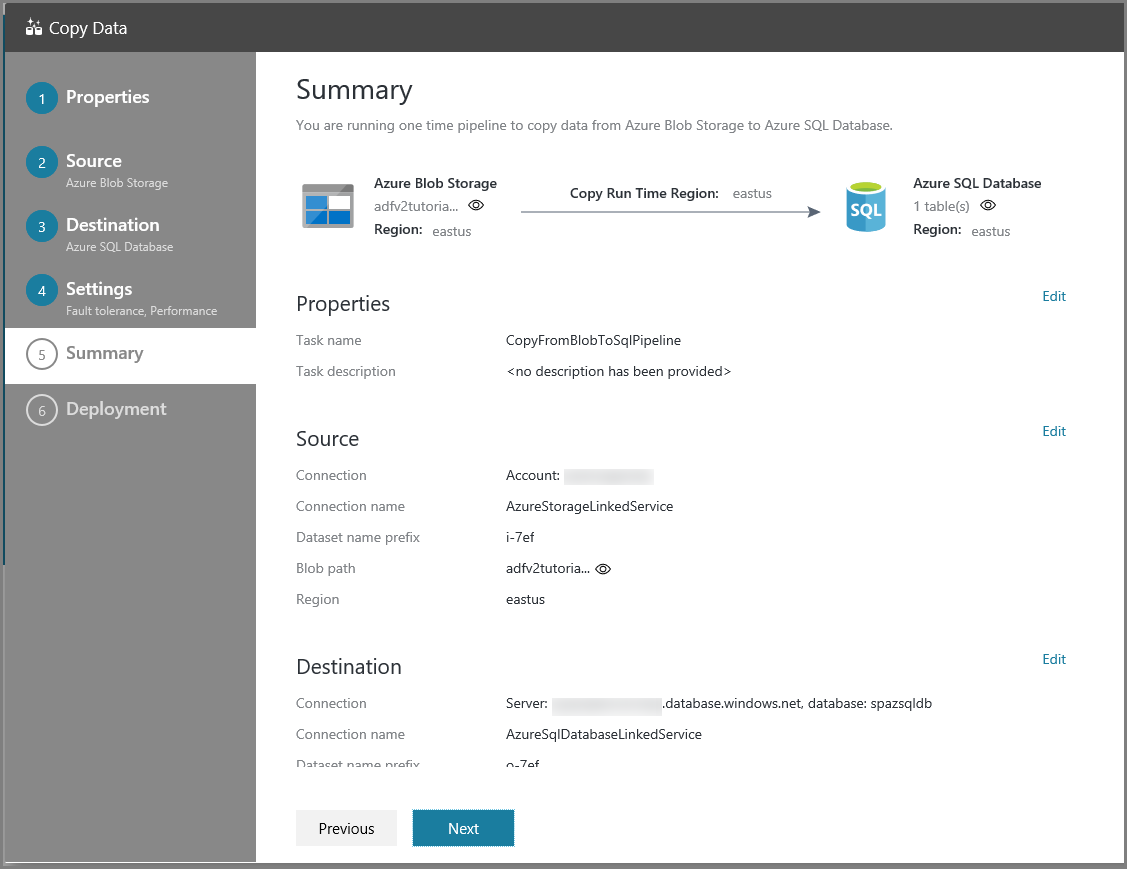 Copy Data
1 Properties
2 Source
Azure Blob Storage
3 Destination
Azure SQL Database
4 Settings
Fault tolerance, Performance
5 Summary
6 Deployment
Summary
You are running one time pipeline to copy data from Azure Blob Storage to Azure SQL Database.
Azure Blob Storage
adfv2tutoria...
Region: eastus
Copy Run Time Region: eastus
SQL
Azure SQL Database
1 table(s)
Region: eastus
Properties Edit
Task name CopyFromBlobToSqlPipeline
Task description <no description has been provided>
Source Edit
Connection Account:
Connection name AzureStorageLinkedService
Dataset name prefix i-7ef
Blob path adfv2tutoria...
Region eastus
Destination Edit
Connection Server: .database.windows.net, database: spazsqldb
Connection name AzureSqlDatabaseLinkedService
Dataset name prefix o-7ef
Previous Next